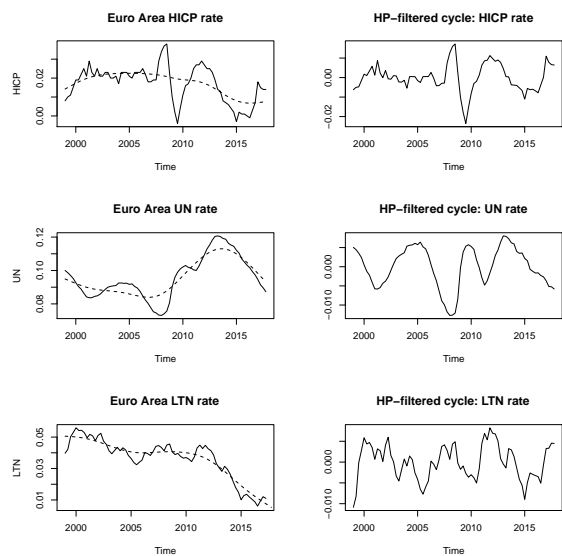 Euro Area HICP rate
HICP
0.02
0.00
2000 2005 2010 2015
Time
HP−filtered cycle: HICP rate
0.00
−0.02
2000 2005 2010 2015
Time
Euro Area UN rate
UN
0.12
0.10
0.08
2000 2005 2010 2015
Time
HP−filtered cycle: UN rate
0.000
−0.010
2000 2005 2010 2015
Time
Euro Area LTN rate
LTN
0.05
0.03
0.01
2000 2005 2010 2015
Time
HP−filtered cycle: LTN rate
0.000
−0.010
2000 2005 2010 2015
Time